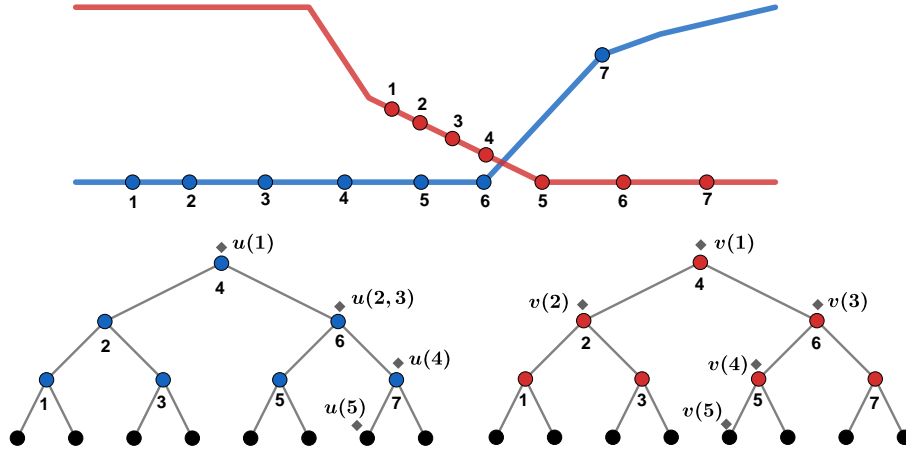 1 2 3 4
7
1 2 3 4 5 6 5 6 7
u(1) v(1)
4 4
u(2,3) v(2) v(3)
2 6 2 6
u(4) v(4)
1 3 5 7 1 3 5 7
u(5) v(5)